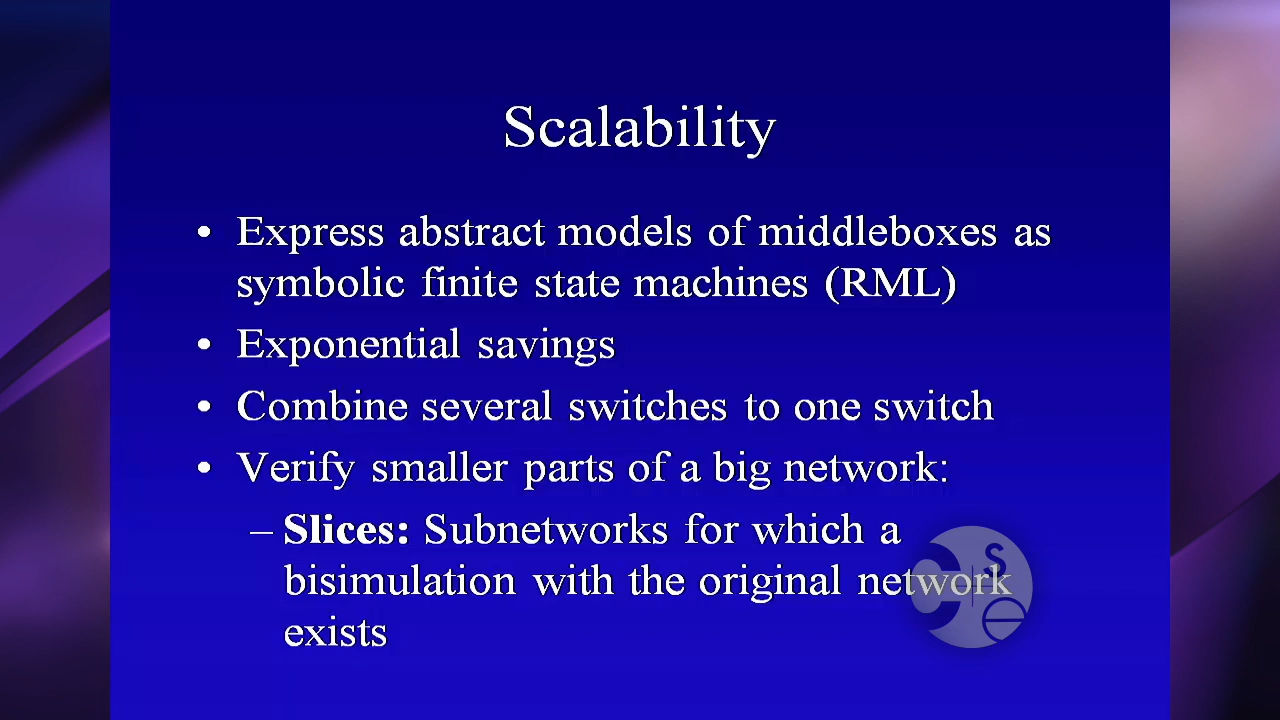 Scalability
• Express abstract models of middleboxes as
symbolic finite state machines (RML)
• Exponential savings
• Combine several switches to one switch
• Verify smaller parts of a big network:
– Slices: Subnetworks for which a
bisimulation with the original network
exists
CSe